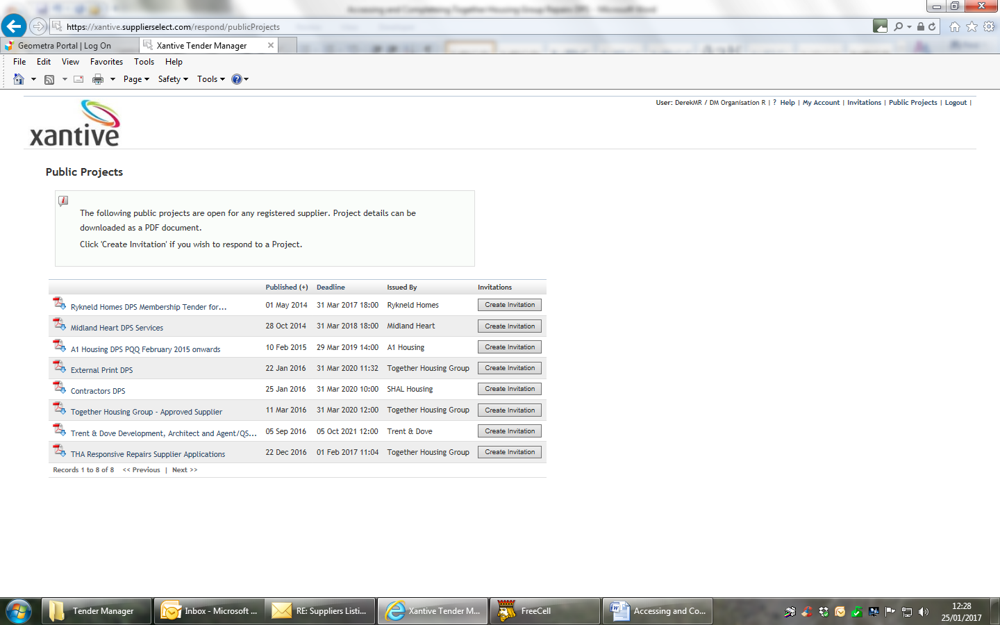 Accessing and Completering Together Housing Group Repairs DPS - Microsoft Word
https://xantive.supplierselect.com/respond/publicProjects
Geometra Portal | Log On
Xantive Tender Manager
File Edit View Favorites Tools Help
Page Safety Tools
User: DerekMR / DM Organisation R | ? Help | My Account | Invitations | Public Projects | Logout |
xantive
Public Projects
The following public projects are open for any registered supplier. Project details can be
downloaded as a PDF document.
Click 'Create Invitation' if you wish to respond to a Project.
Published (+) Deadline Issued By Invitations
Rykneld Homes DPS Membership Tender for... 01 May 2014 31 Mar 2017 18:00 Rykneld Homes Create Invitation
Midland Heart DPS Services 28 Oct 2014 31 Mar 2018 18:00 Midland Heart Create Invitation
A1 Housing DPS PQQ February 2015 onwards 10 Feb 2015 29 Mar 2019 14:00 A1 Housing Create Invitation
External Print DPS 22 Jan 2016 31 Mar 2020 11:32 Together Housing Group Create Invitation
Contractors DPS 25 Jan 2016 31 Mar 2020 10:00 SHAL Housing Create Invitation
Together Housing Group - Approved Supplier 11 Mar 2016 31 Mar 2020 12:00 Together Housing Group Create Invitation
Trent & Dove Development, Architect and Agent/QS... 05 Sep 2016 05 Oct 2021 12:00 Trent & Dove Create Invitation
THA Responsive Repairs Supplier Applications 22 Dec 2016 01 Feb 2017 11:04 Together Housing Group Create Invitation
Records 1 to 8 of 8 << Previous | Next >>
Tender Manager
Inbox - Microsoft ...
RE: Suppliers Listi...
Xantive Tender M...
FreeCell
Accessing and Co...
12:28
25/01/2017